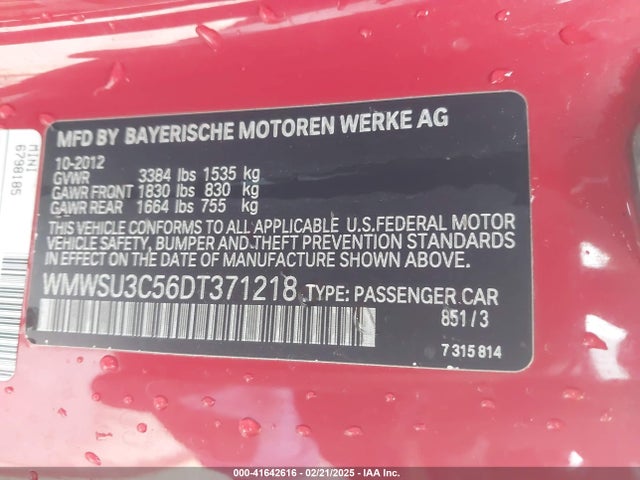 MFD BY BAYERISCHE MOTOREN WERKE AG
10-2012
GVWR 3384 lbs 1535 kg
GAWR FRONT 1830 lbs 830 kg
GAWR REAR 1664 lbs 755 kg
THIS VEHICLE CONFORMS TO ALL APPLICABLE U.S.FEDERAL MOTOR
VEHICLE SAFETY, BUMPER AND THEFT PREVENTION STANDARDS
IN EFFECT ON THE DATE OF MANUFACTURE SHOWN ABOVE.
WMWSU3C56DT371218 TYPE: PASSENGER CAR
851/3
7 315 814
MINI
6798185
000-41642616 - 02/21/2025 - IAA Inc.